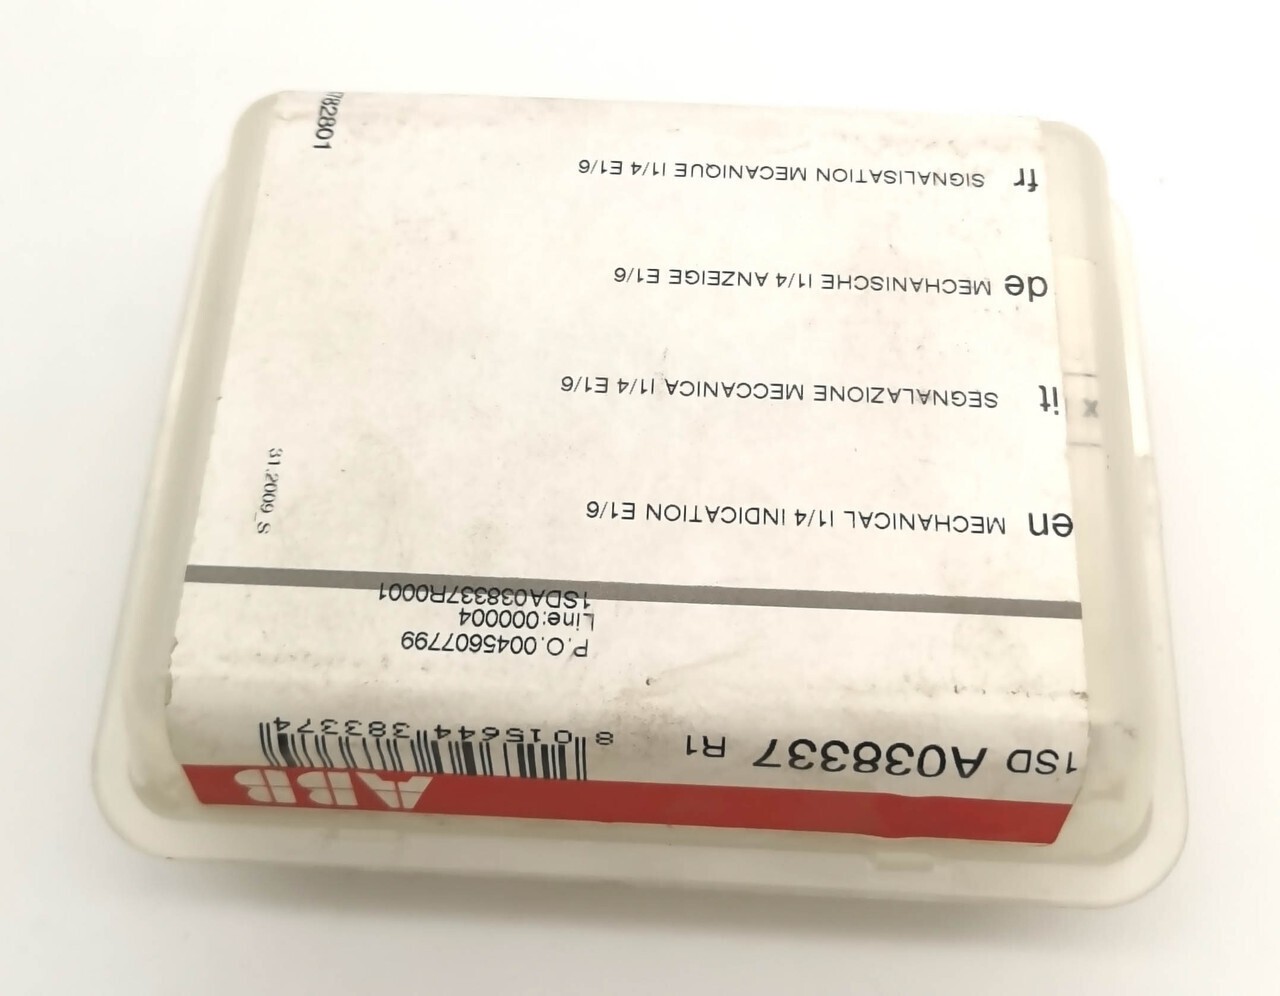 ABB
1SD A038337 R1
8 015644 383374
P.O.0045607799
Line:000004
1SDA038337R0001
en MECHANICAL I1/4 INDICATION E1/6
31.2009_S
it SEGNALAZIONE MECCANICA I1/4 E1/6
x
de MECHANISCHE I1/4 ANZEIGE E1/6
fr SIGNALISATION MECANIQUE I1/4 E1/6